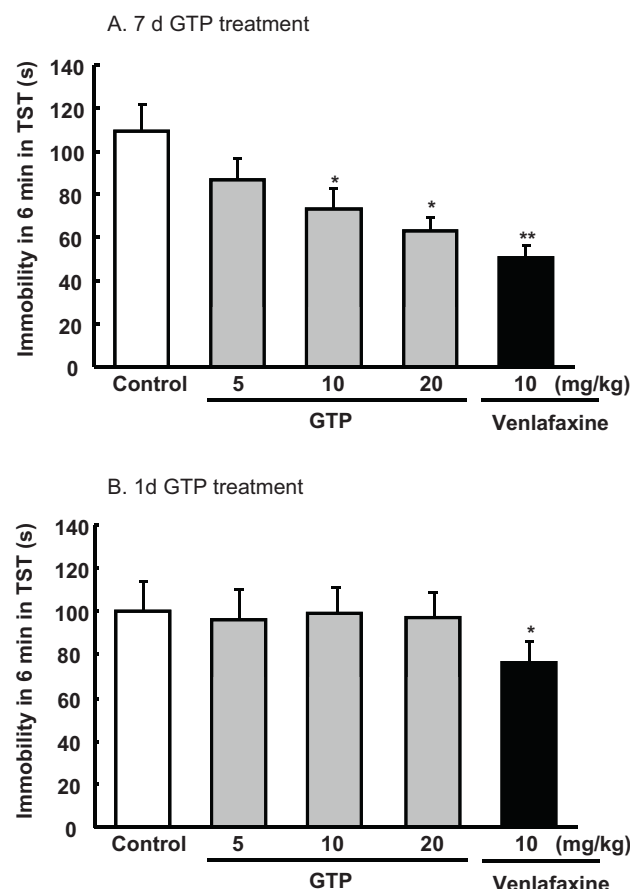 A. 7 d GTP treatment
Immobility in 6 min in TST (s)
140
120
100
80
60
40
20
0
*
*
**
Control 5 10 20 10 (mg/kg)
GTP Venlafaxine
B. 1d GTP treatment
Immobility in 6 min in TST (s)
140
120
100
80
60
40
20
0
*
Control 5 10 20 10 (mg/kg)
GTP Venlafaxine